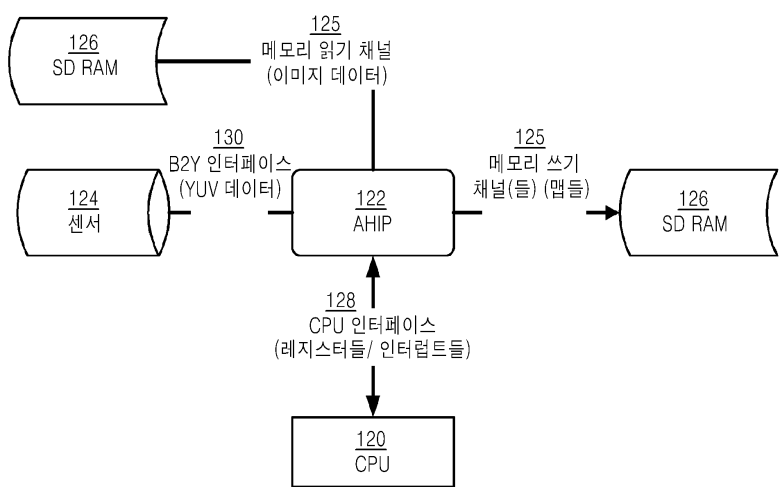 126
SD RAM
125
메모리 읽기 채널
(이미지 데이터)
130
B2Y 인터페이스
(YUV 데이터)
124
센서
122
AHIP
125
메모리 쓰기
채널(들) (맵들)
126
SD RAM
128
CPU 인터페이스
(레지스터들/ 인터럽트들)
120
CPU